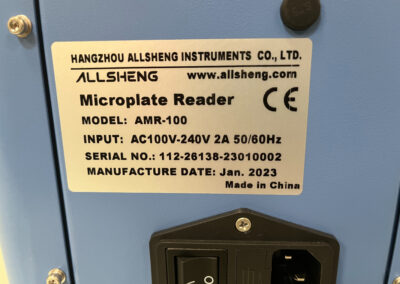 HANGZHOU ALLSHENG INSTRUMENTS CO., LTD.
ALLSHENG www.allsheng.com
Microplate Reader CE
MODEL: AMR-100
INPUT: AC100V-240V 2A 50/60Hz
SERIAL NO.: 112-26138-23010002
MANUFACTURE DATE: Jan. 2023
Made in China